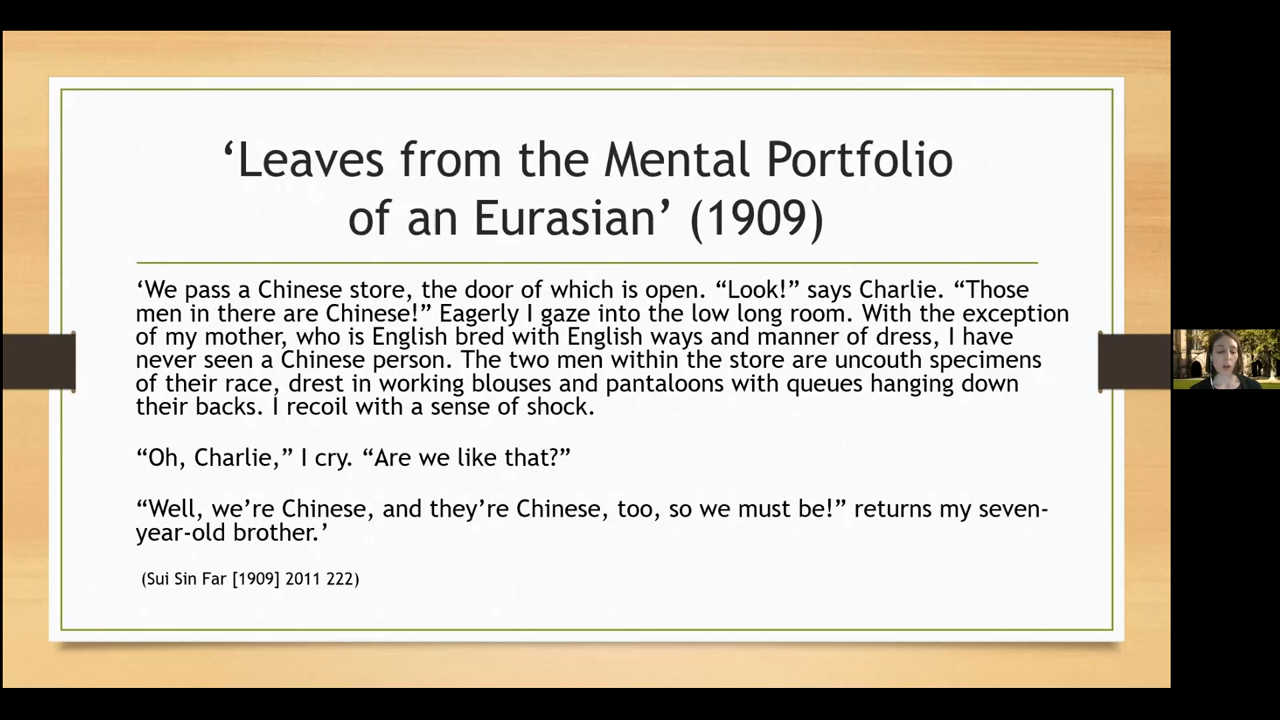 ‘Leaves from the Mental Portfolio
of an Eurasian’ (1909)
‘We pass a Chinese store, the door of which is open. “Look!” says Charlie. “Those
men in there are Chinese!” Eagerly I gaze into the low long room. With the exception
of my mother, who is English bred with English ways and manner of dress, I have
never seen a Chinese person. The two men within the store are uncouth specimens
of their race, drest in working blouses and pantaloons with queues hanging down
their backs. I recoil with a sense of shock.
“Oh, Charlie,” I cry. “Are we like that?”
“Well, we’re Chinese, and they’re Chinese, too, so we must be!” returns my seven-
year-old brother.’
(Sui Sin Far [1909] 2011 222)